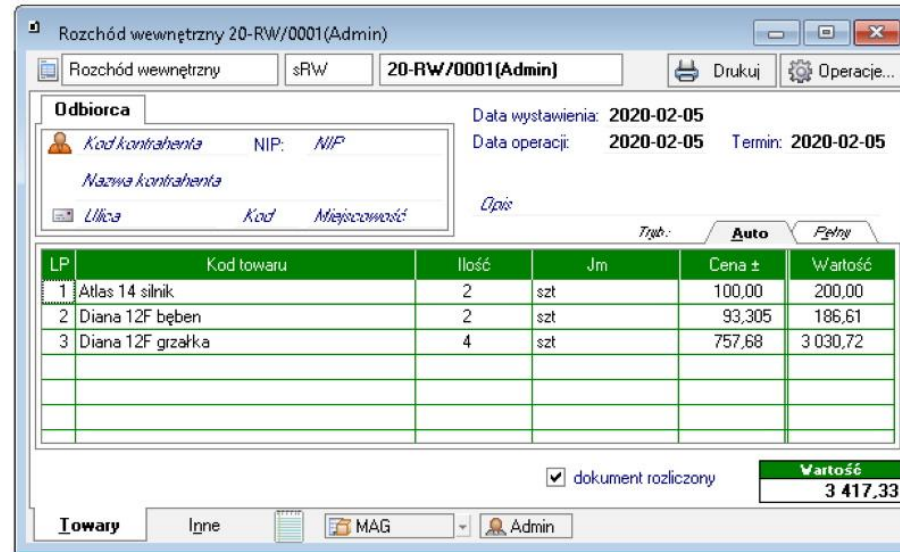 Rozchód wewnętrzny 20-RW/0001(Admin)
Rozchód wewnętrzny sRW 20-RW/0001(Admin) Drukuj Operacje...
Odbiorca
Data wystawienia: 2020-02-05
Kod kontrahenta NIP: NIP
Data operacji: 2020-02-05 Termin: 2020-02-05
Nazwa kontrahenta
Ulica Kod Miejscowość
Opis
Tryb: Auto Pełny
LP Kod towaru Ilość Jm Cena ± Wartość
1 Atlas 14 silnik 2 szt 100,00 200,00
2 Diana 12F bęben 2 szt 93,305 186,61
3 Diana 12F grzałka 4 szt 757,68 3 030,72
dokument rozliczony
Wartość
3 417,33
Towary Inne MAG Admin